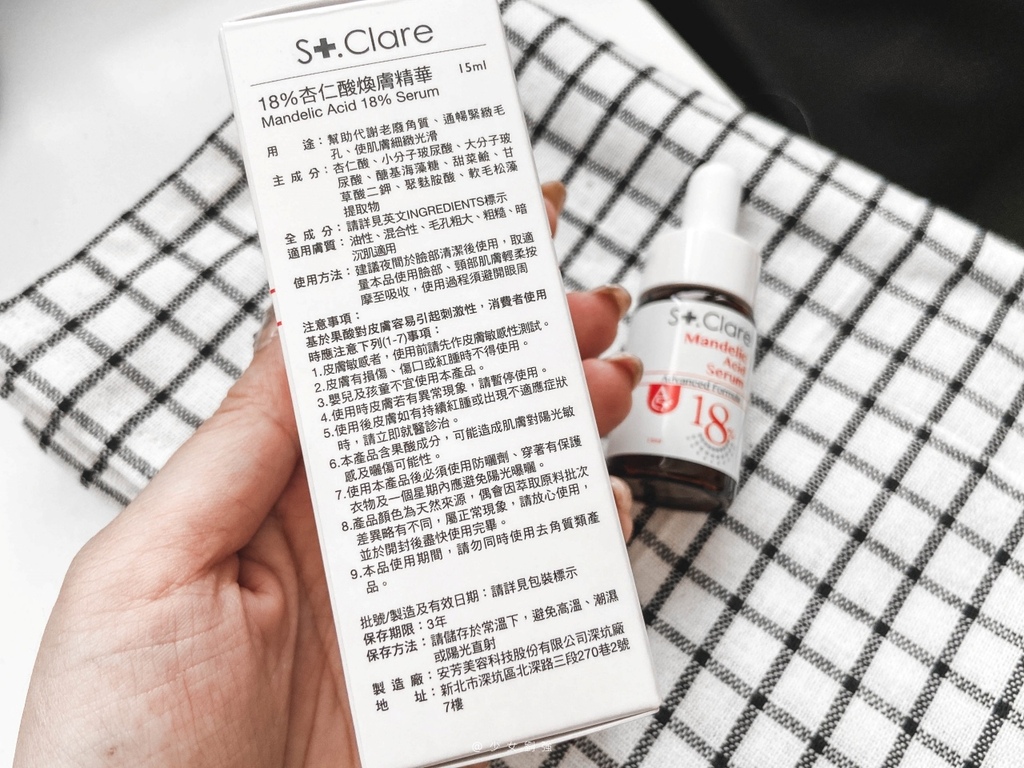 St.Clare
18%杏仁酸煥膚精華 15ml
Mandelic Acid 18% Serum
用途：幫助代謝老廢角質、通暢緊緻毛
孔、使肌膚細緻光滑
主成分：杏仁酸、小分子玻尿酸、大分子玻
尿酸、醣基海藻糖、甜菜鹼、甘
草酸二鉀、聚麩胺酸、軟毛松藻
提取物
全成分：請詳見英文INGREDIENTS標示
適用膚質：油性、混合性、毛孔粗大、粗糙、暗
沉肌適用
使用方法：建議夜間於臉部清潔後使用，取適
量本品使用臉部、頸部肌膚輕柔按
摩至吸收，使用過程須避開眼周
注意事項：
基於果酸對皮膚容易引起刺激性，消費者使用
時應注意下列(1-7)事項：
1.皮膚敏感者，使用前請先作皮膚敏感性測試。
2.皮膚有損傷、傷口或紅腫時不得使用。
3.嬰兒及孩童不宜使用本產品。
4.使用時皮膚若有異常現象，請暫停使用。
5.使用後皮膚如有持續紅腫或出現不適應症狀
時，請立即就醫診治。
6.本產品含果酸成分，可能造成肌膚對陽光敏
感及曬傷可能性。
7.使用本產品後必須使用防曬劑、穿著有保護
衣物及一個星期內應避免陽光曝曬。
8.產品顏色為天然來源，偶會因萃取原料批次
差異略有不同，屬正常現象，請放心使用，
並於開封後盡快使用完畢。
9.本品使用期間，請勿同時使用去角質類產
品。
批號/製造及有效日期：請詳見包裝標示
保存期限：3年
保存方法：請儲存於常溫下，避免高溫、潮濕
或陽光直射
製造廠：安芳美容科技股份有限公司深坑廠
地址：新北市深坑區北深路三段270巷2號
7樓
St.Clare
Mandelic
Acid
Serum
Advanced Formula
18%